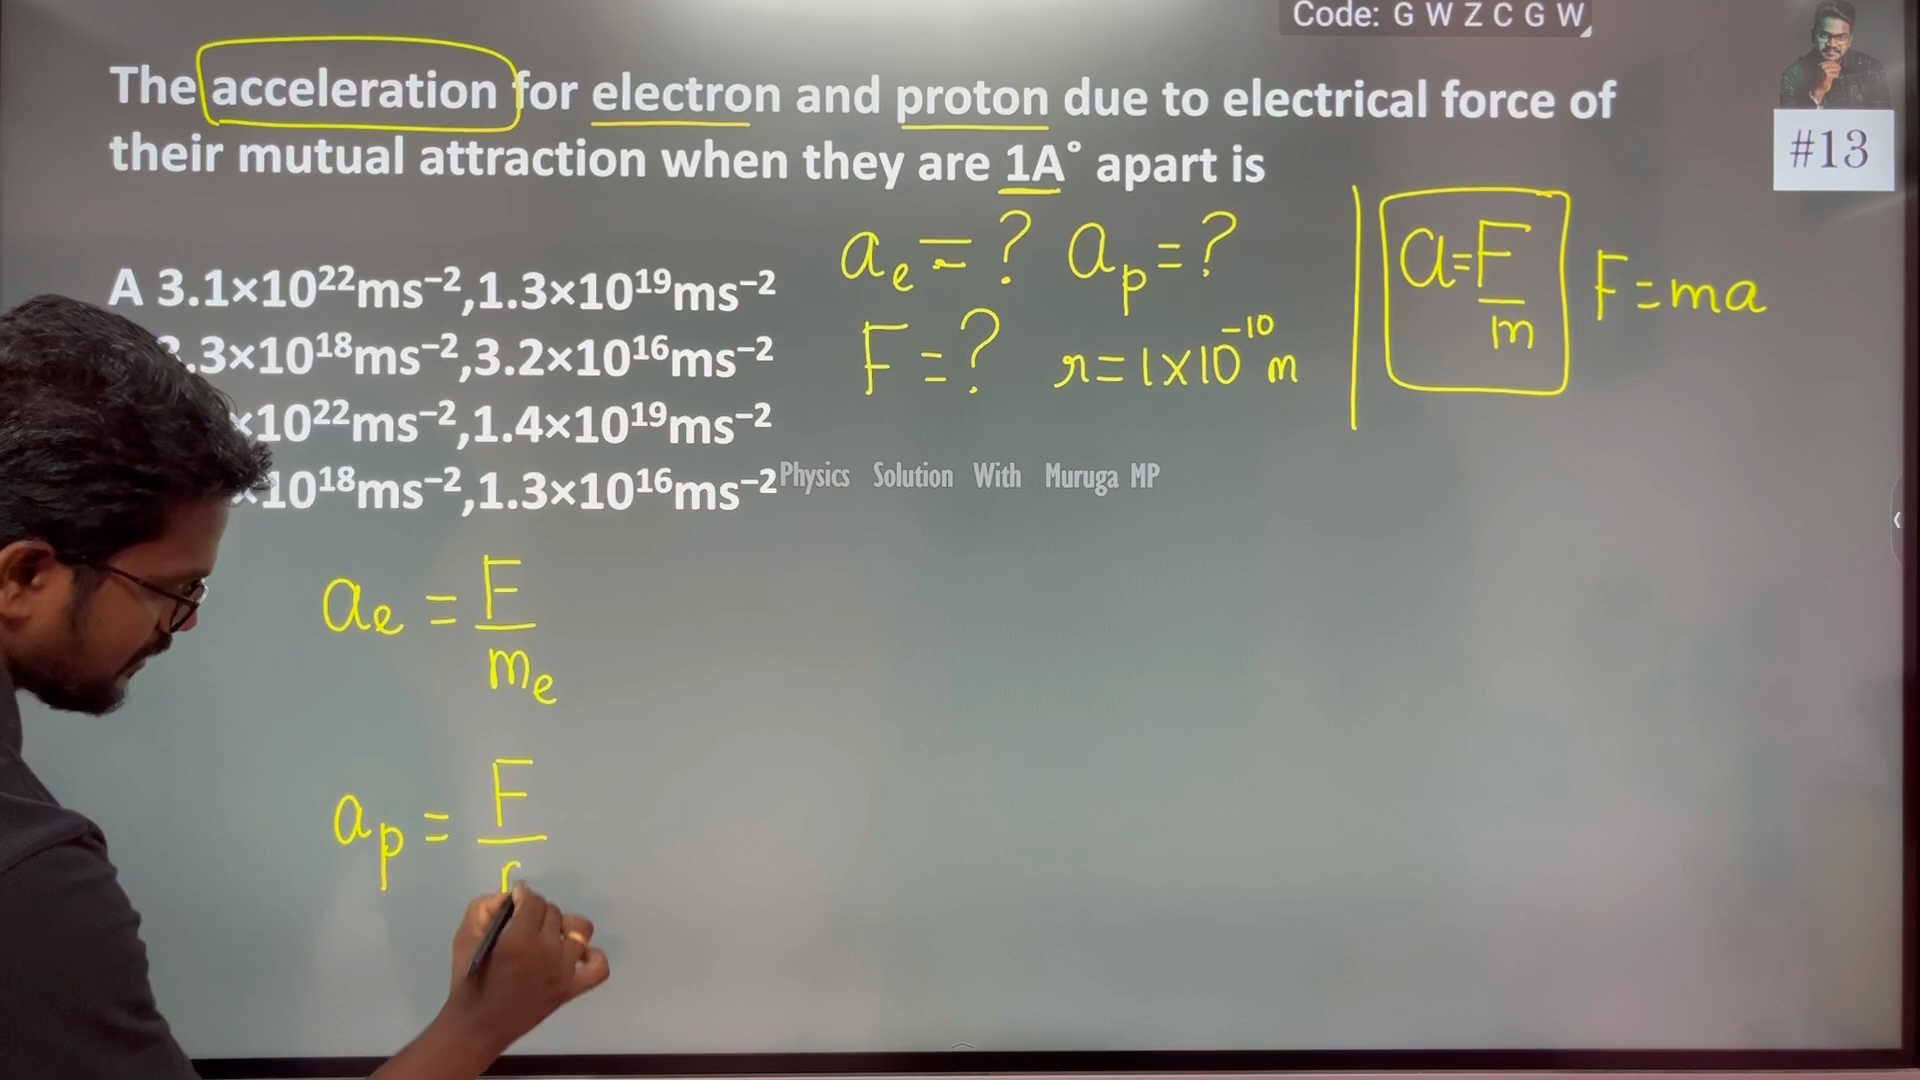 Code: G W Z C G W
The acceleration for electron and proton due to electrical force of
their mutual attraction when they are 1A° apart is
#13
A 3.1×10²²ms⁻²,1.3×10¹⁹ms⁻²
.3×10¹⁸ms⁻²,3.2×10¹⁶ms⁻²
×10²²ms⁻²,1.4×10¹⁹ms⁻²
×10¹⁸ms⁻²,1.3×10¹⁶ms⁻²
aₑ = ? aₚ = ?
F = ? r = 1×10⁻¹⁰ m
a = F/m F = ma
Physics Solution With Muruga MP
aₑ = F/mₑ
aₚ = F/